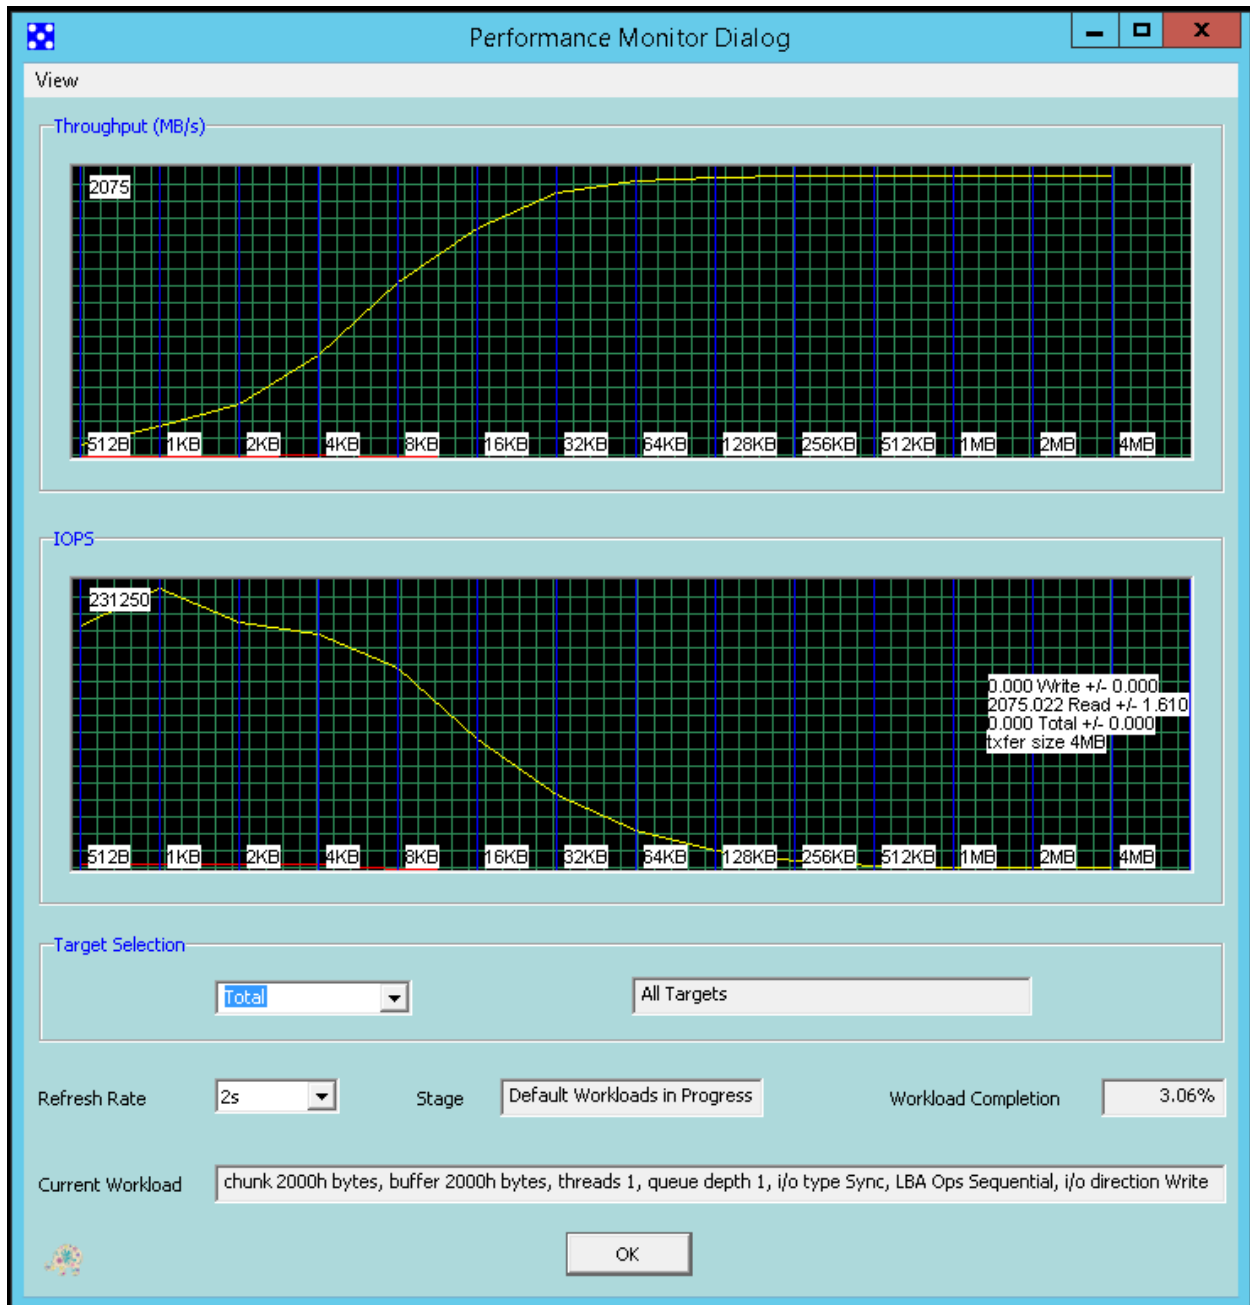 Performance Monitor Dialog
View
Throughput (MB/s)
2075
512B 1KB 2KB 4KB 8KB 16KB 32KB 64KB 128KB 256KB 512KB 1MB 2MB 4MB
IOPS
231250
0.000 Write +/- 0.000
2075.022 Read +/- 1.610
0.000 Total +/- 0.000
txfer size 4MB
512B 1KB 2KB 4KB 8KB 16KB 32KB 64KB 128KB 256KB 512KB 1MB 2MB 4MB
Target Selection
Total All Targets
Refresh Rate 2s Stage Default Workloads in Progress Workload Completion 3.06%
Current Workload chunk 2000h bytes, buffer 2000h bytes, threads 1, queue depth 1, i/o type Sync, LBA Ops Sequential, i/o direction Write
OK